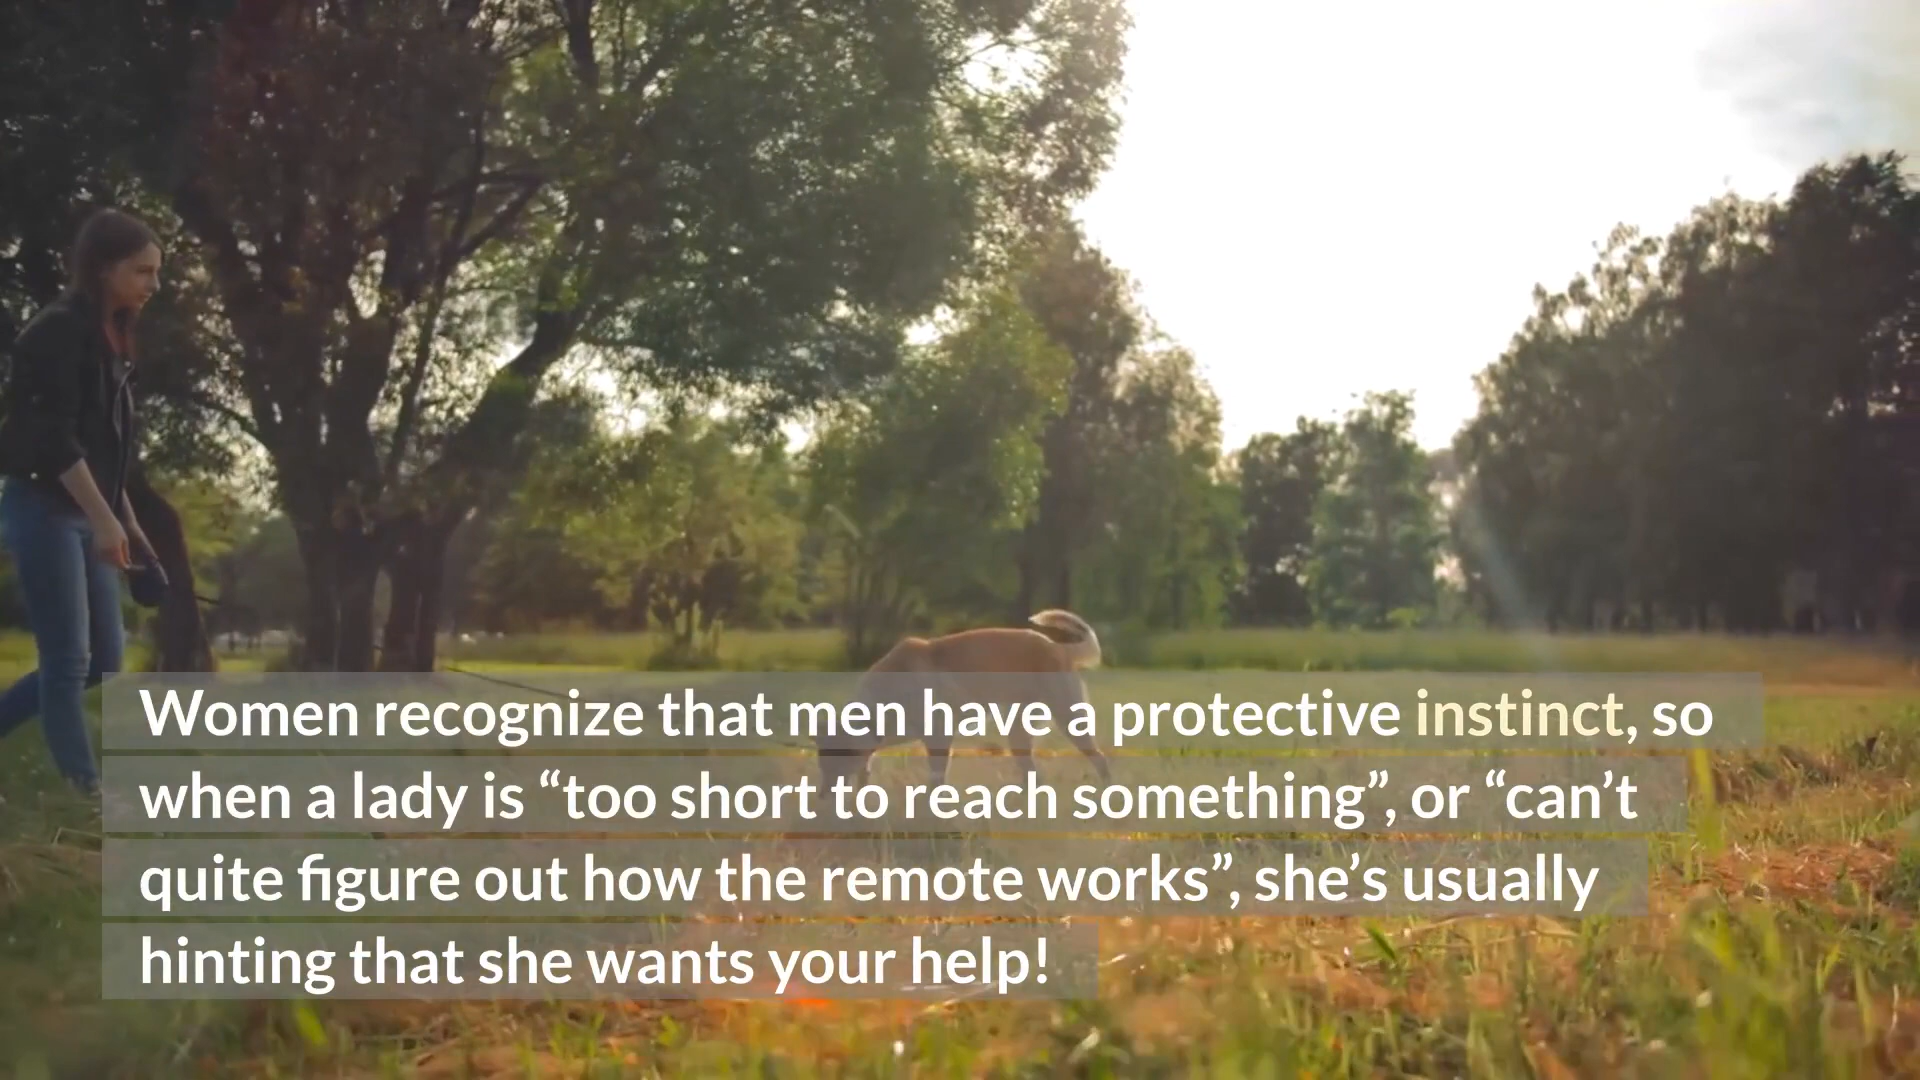 Women recognize that men have a protective instinct, so
when a lady is “too short to reach something”, or “can’t
quite figure out how the remote works”, she’s usually
hinting that she wants your help!